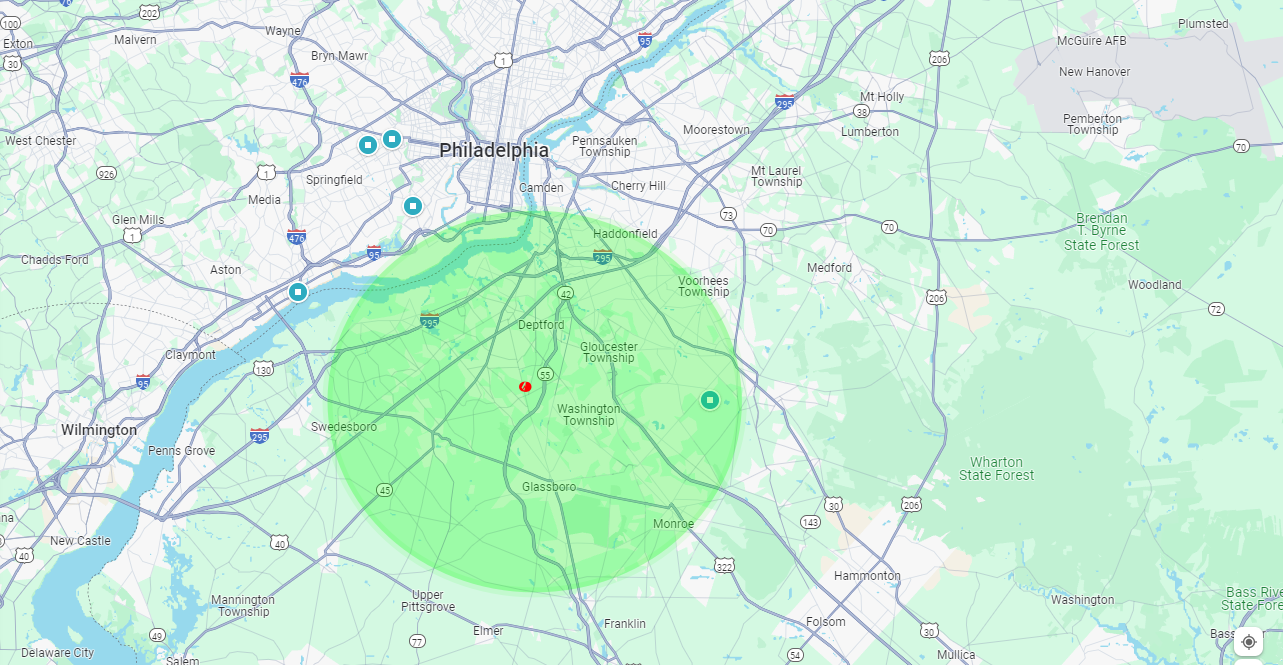 76
202
100
Exton
Malvern
Wayne
30
Bryn Mawr
476
1
95
206
Plumsted
McGuire AFB
New Hanover
Mt Holly
295
38
Pemberton
Township
West Chester
Moorestown
Lumberton
Philadelphia
Pennsauken
Township
70
926
1
Springfield
Mt Laurel
Township
Media
Camden
Cherry Hill
Glen Mills
1
476
73
70
70
Haddonfield
Brendan
T. Byrne
State Forest
95
295
Chadds Ford
Aston
Medford
Voorhees
Township
Woodland
42
206
72
295
Deptford
Claymont
130
Gloucester
Township
95
55
Washington
Township
Wilmington
Swedesboro
295
Penns Grove
Wharton
State Forest
45
Glassboro
30
206
na
Monroe
143
New Castle
40
40
322
Hammonton
Mannington
Township
Upper
Pittsgrove
Washington
Bass Rive
State Fore
Elmer
Franklin
Folsom
49
77
30
Bass
Delaware City
Salem
54
Mullica